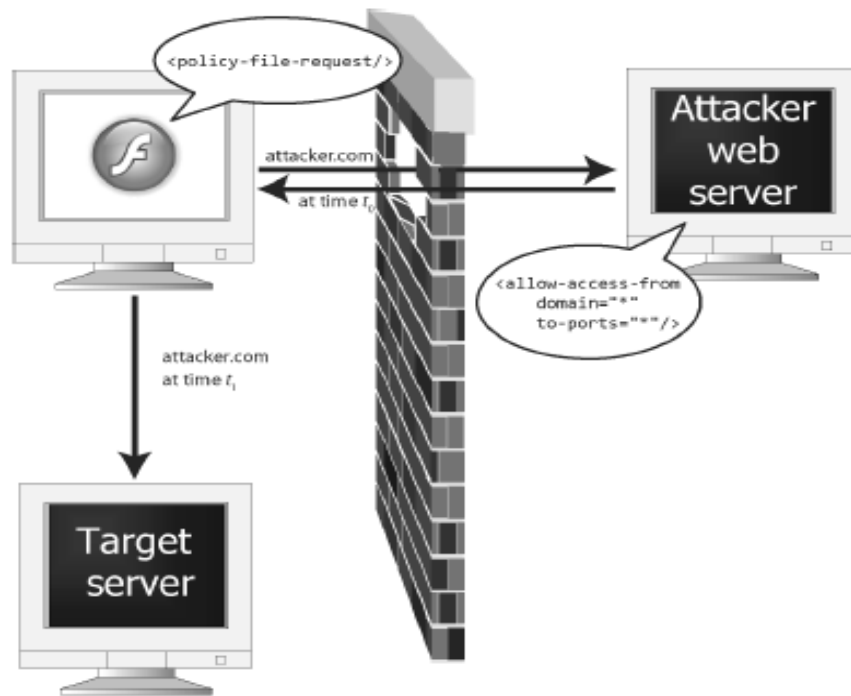 <policy-file-request/>
attacker.com
at time t₀
Attacker
web
server
<allow-access-from
domain="*"
to-ports="*"/>
attacker.com
at time t₁
Target
server